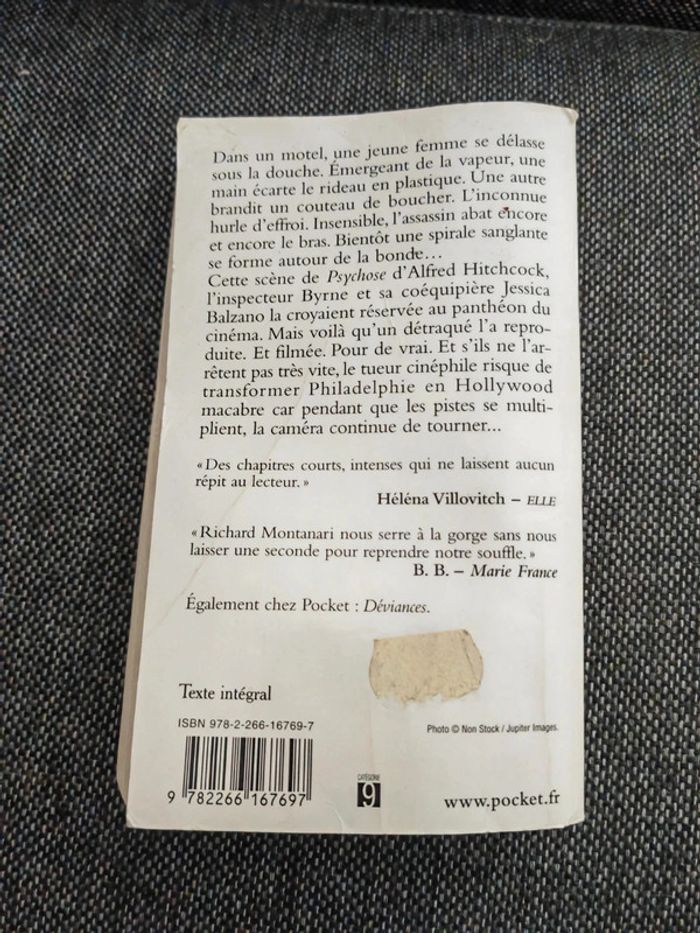 Dans un motel, une jeune femme se délasse
sous la douche. Émergeant de la vapeur, une
main écarte le rideau en plastique. Une autre
brandit un couteau de boucher. L'inconnue
hurle d'effroi. Insensible, l'assassin abat encore
et encore le bras. Bientôt une spirale sanglante
se forme autour de la bonde...
Cette scène de Psychose d'Alfred Hitchcock,
l'inspecteur Byrne et sa coéquipière Jessica
Balzano la croyaient réservée au panthéon du
cinéma. Mais voilà qu'un détraqué l'a repro-
duite. Et filmée. Pour de vrai. Et s'ils ne l'ar-
rêtent pas très vite, le tueur cinéphile risque de
transformer Philadelphie en Hollywood
macabre car pendant que les pistes se multi-
plient, la caméra continue de tourner...
« Des chapitres courts, intenses qui ne laissent aucun
répit au lecteur. »
Héléna Villovitch – ELLE
« Richard Montanari nous serre à la gorge sans nous
laisser une seconde pour reprendre notre souffle. »
B. B. – Marie France
Également chez Pocket : Déviances.
Texte intégral
ISBN 978-2-266-16769-7
Photo © Non Stock / Jupiter Images.
9 782266 167697
CATÉGORIE
9
www.pocket.fr